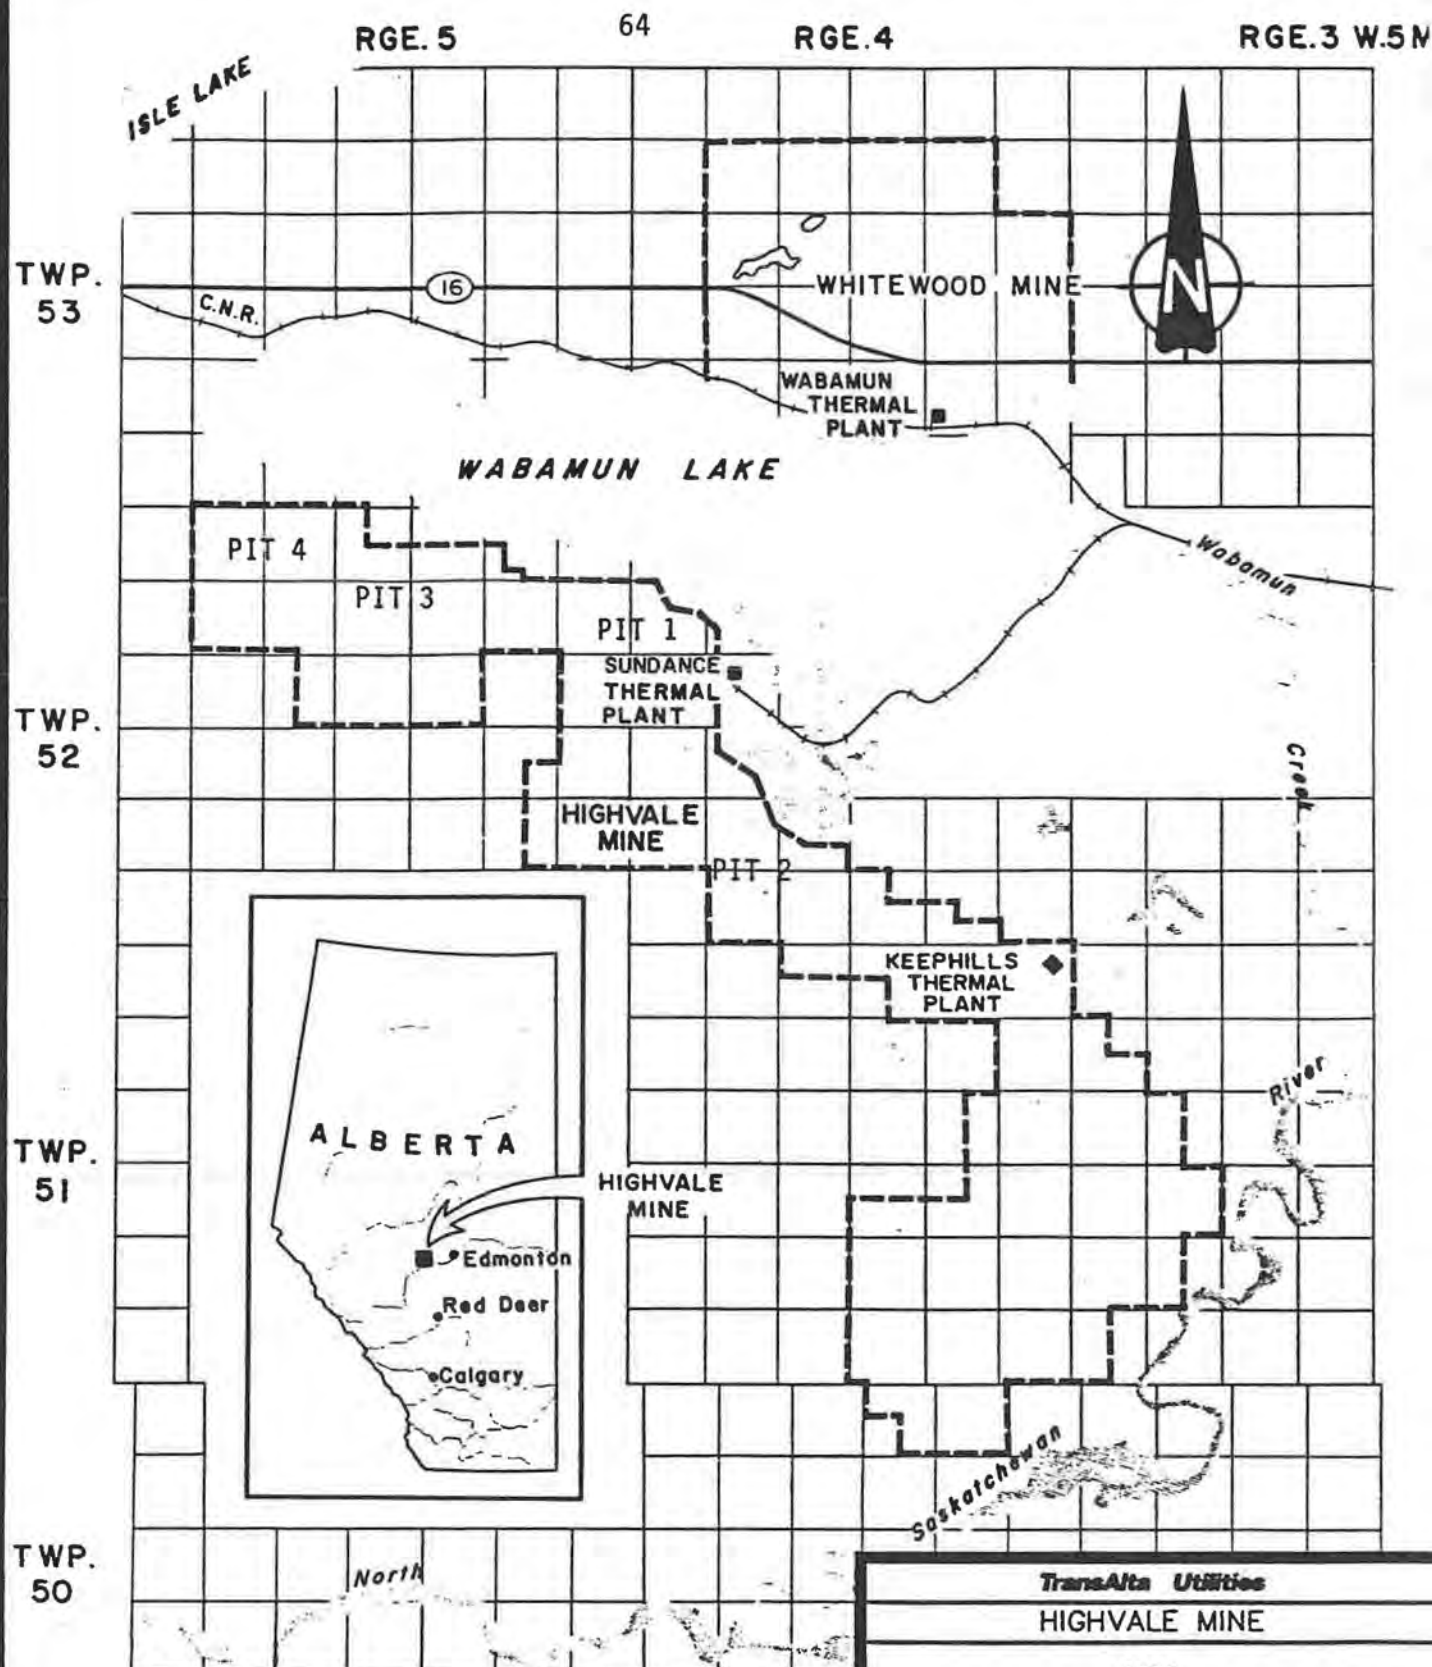 64
RGE. 5
RGE. 4
RGE. 3 W. 5 M
ISLE LAKE
TWP.
53
16
C.N.R.
WHITEWOOD MINE
N
WABAMUN
THERMAL
PLANT
WABAMUN LAKE
Wabamun
Creek
PIT 4
PIT 3
PIT 1
SUNDANCE
THERMAL
PLANT
TWP.
52
HIGHVALE
MINE
PIT 2
KEEPHILLS
THERMAL
PLANT
River
TWP.
51
ALBERTA
HIGHVALE
MINE
Edmonton
Red Deer
Calgary
Saskatchewan
North
TWP.
50
TransAlta Utilities
HIGHVALE MINE